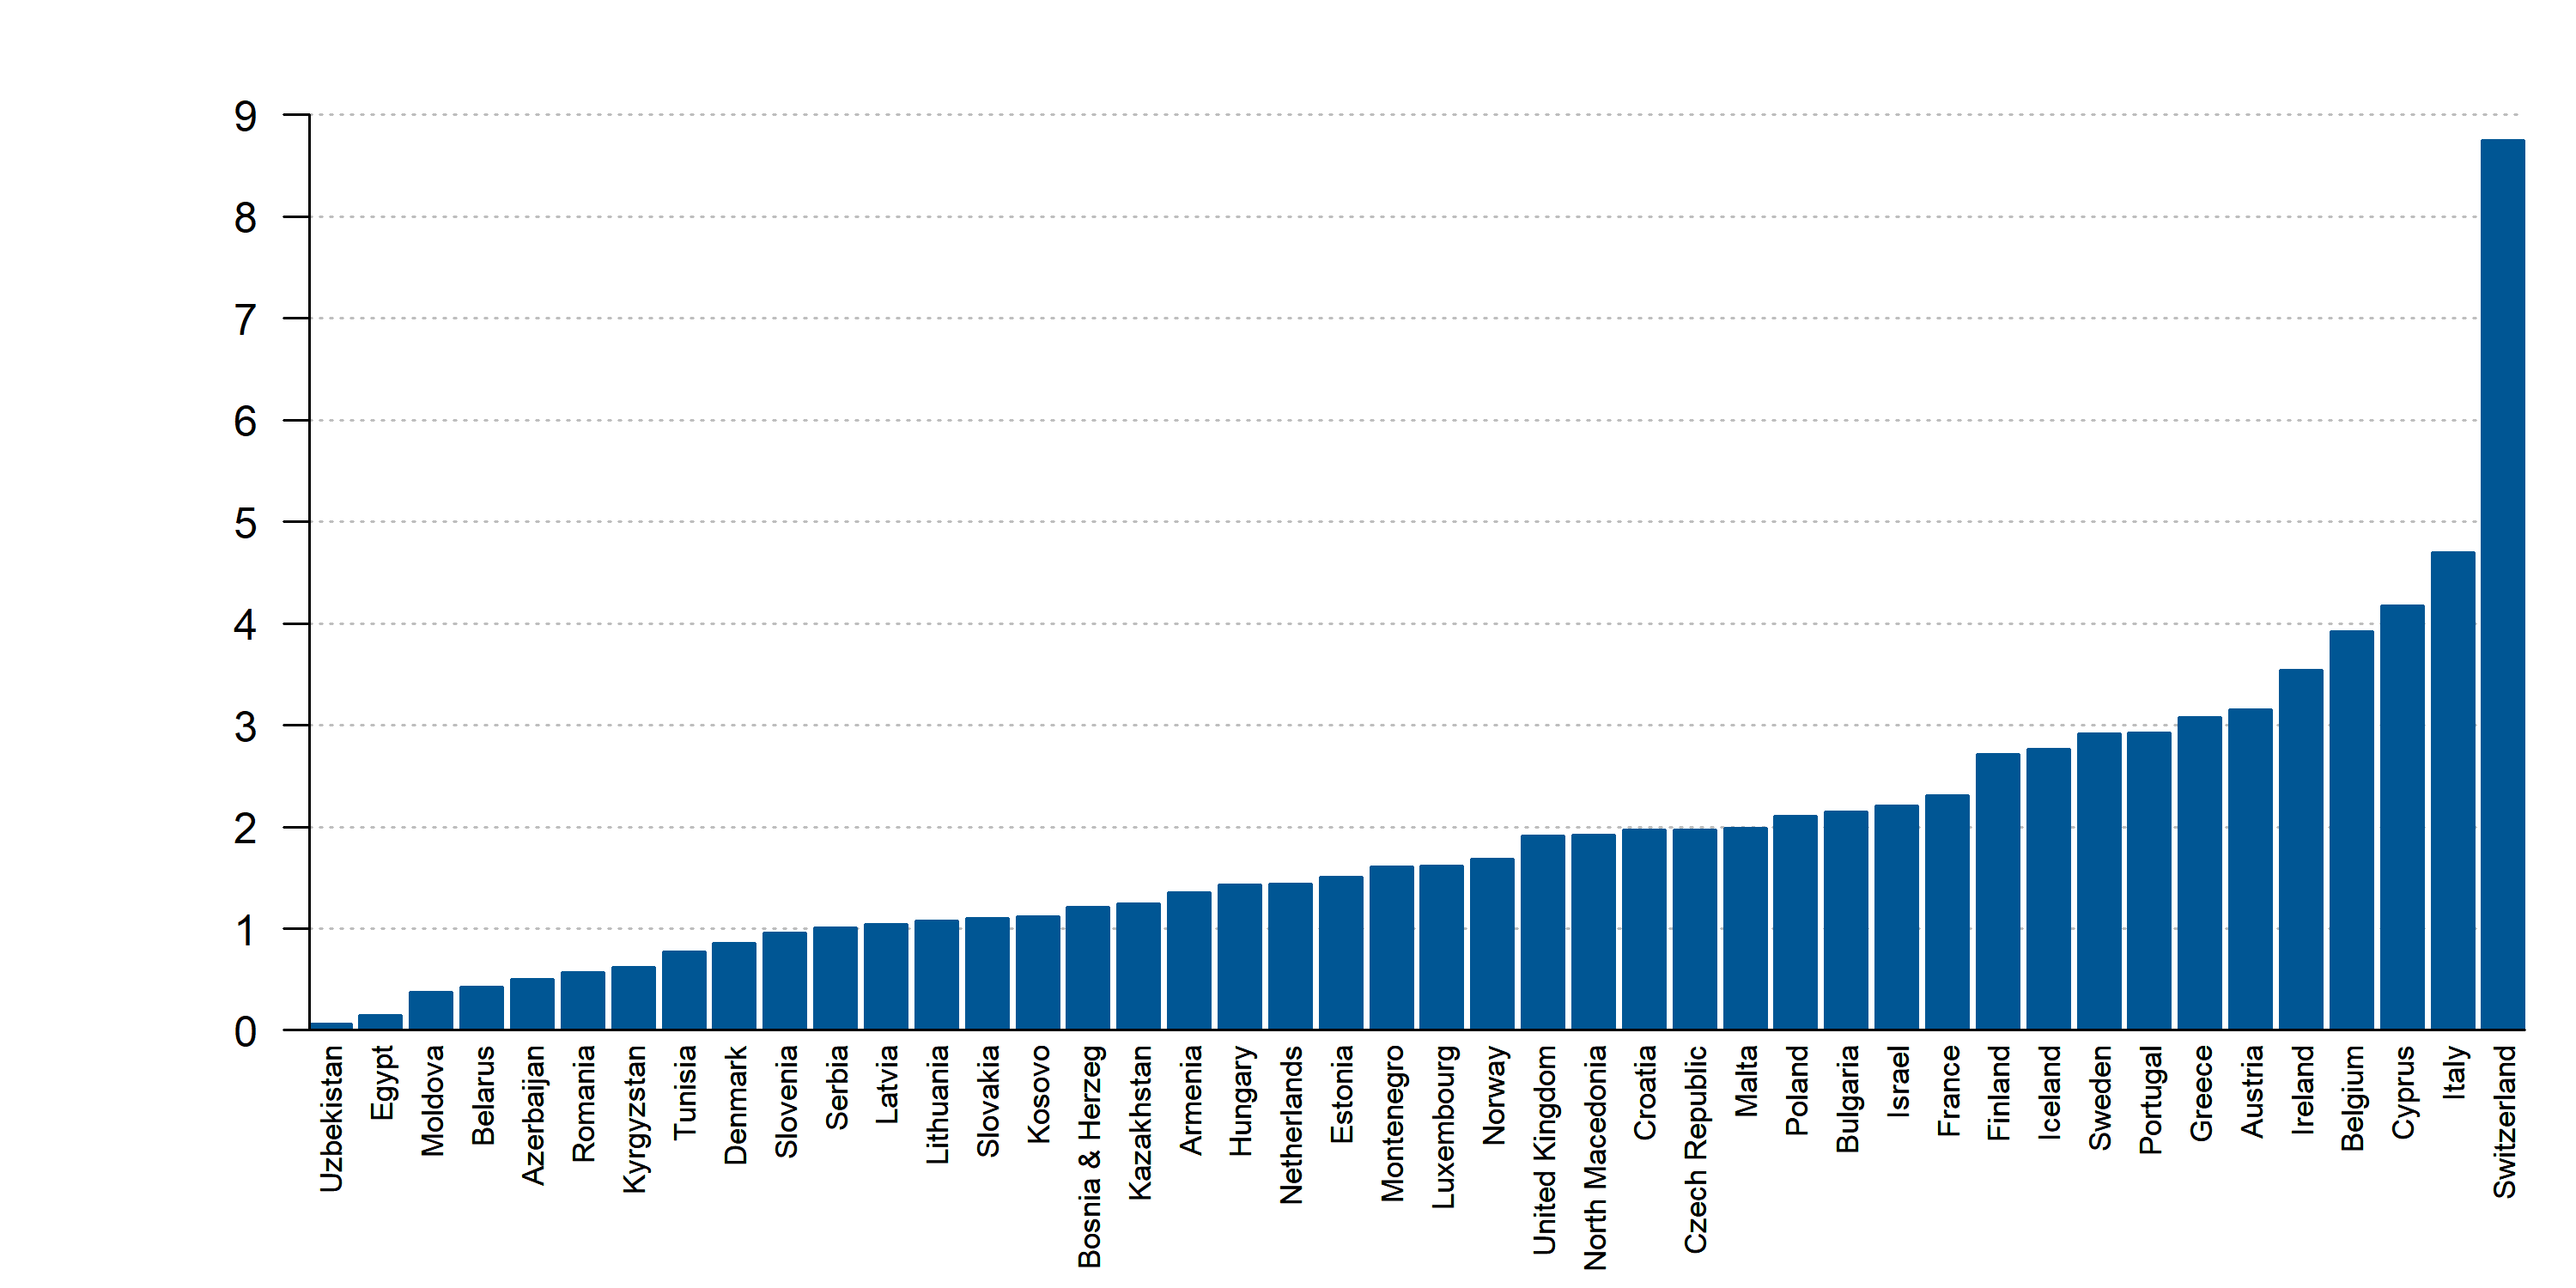 9
8
7
6
5
4
3
2
1
0
Uzbekistan
Egypt
Moldova
Belarus
Azerbaijan
Romania
Kyrgyzstan
Tunisia
Denmark
Slovenia
Serbia
Latvia
Lithuania
Slovakia
Kosovo
Bosnia & Herzeg
Kazakhstan
Armenia
Hungary
Netherlands
Estonia
Montenegro
Luxembourg
Norway
United Kingdom
North Macedonia
Croatia
Czech Republic
Malta
Poland
Bulgaria
Israel
France
Finland
Iceland
Sweden
Portugal
Greece
Austria
Ireland
Belgium
Cyprus
Italy
Switzerland